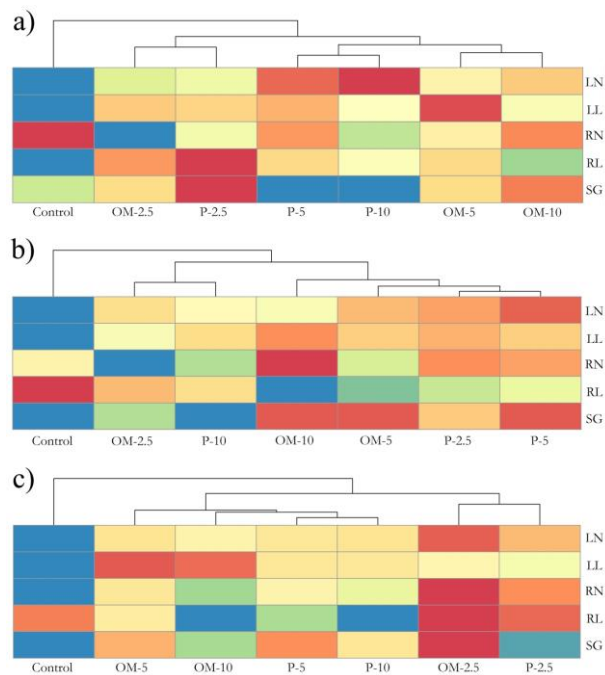 a)
LN
LL
RN
RL
SG
Control OM-2.5 P-2.5 P-5 P-10 OM-5 OM-10
b)
LN
LL
RN
RL
SG
Control OM-2.5 P-10 OM-10 OM-5 P-2.5 P-5
c)
LN
LL
RN
RL
SG
Control OM-5 OM-10 P-5 P-10 OM-2.5 P-2.5